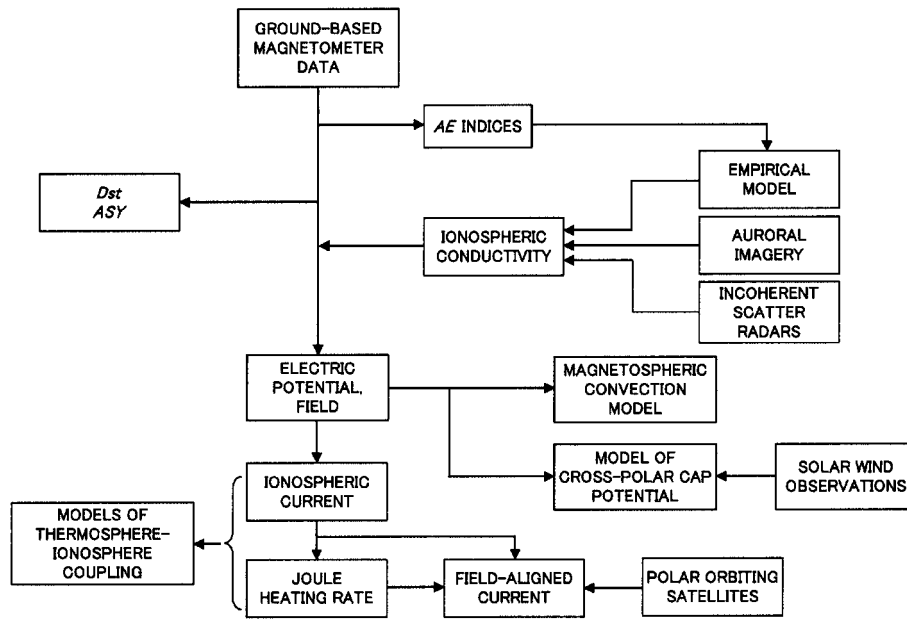 GROUND-BASED
MAGNETOMETER
DATA
AE INDICES
EMPIRICAL
MODEL
Dst
ASY
IONOSPHERIC
CONDUCTIVITY
AURORAL
IMAGERY
INCOHERENT
SCATTER
RADARS
ELECTRIC
POTENTIAL,
FIELD
MAGNETOSPHERIC
CONVECTION
MODEL
MODEL OF
CROSS-POLAR CAP
POTENTIAL
SOLAR WIND
OBSERVATIONS
IONOSPHERIC
CURRENT
MODELS OF
THERMOSPHERE-
IONOSPHERE
COUPLING
JOULE
HEATING RATE
FIELD-ALIGNED
CURRENT
POLAR ORBITING
SATELLITES